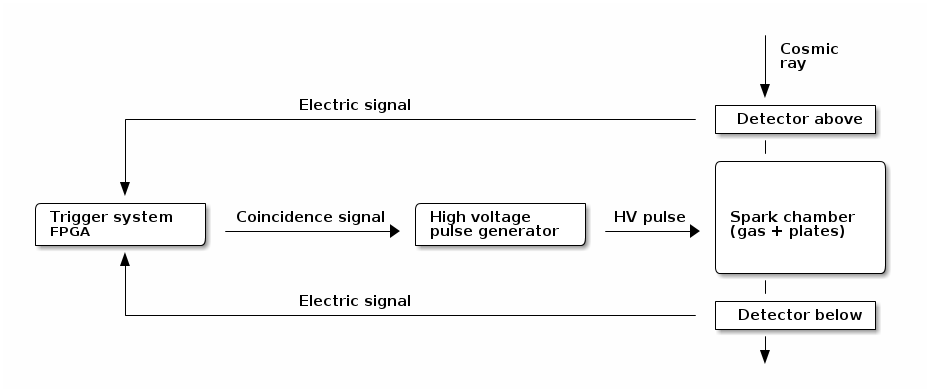 Cosmic
ray
Electric signal
Detector above
Trigger system
FPGA
Coincidence signal
High voltage
pulse generator
HV pulse
Spark chamber
(gas + plates)
Electric signal
Detector below